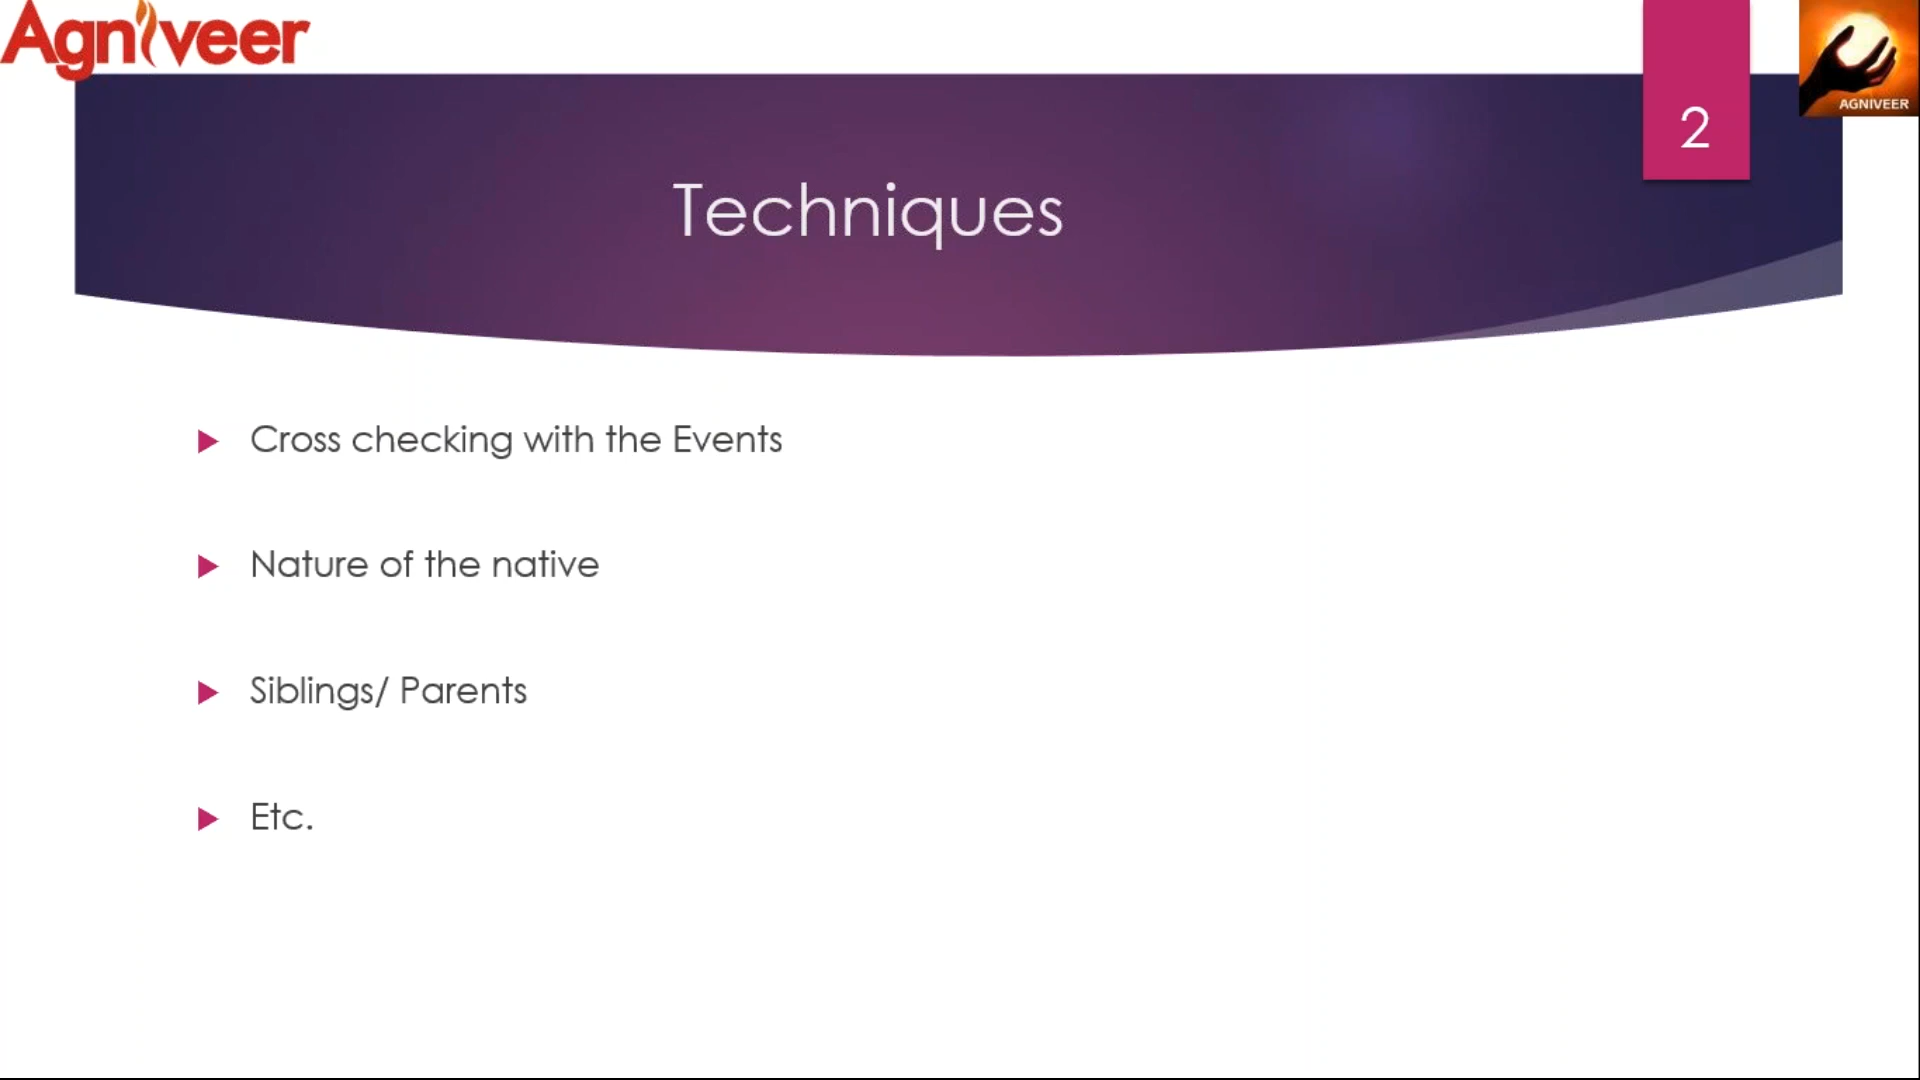 Agniveer
AGNIVEER
2
Techniques
Cross checking with the Events
Nature of the native
Siblings/ Parents
Etc.